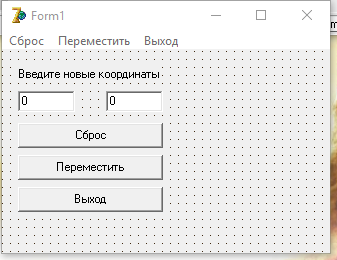 Form1
Сброс Переместить Выход
Введите новые координаты
0 0
Сброс
Переместить
Выход